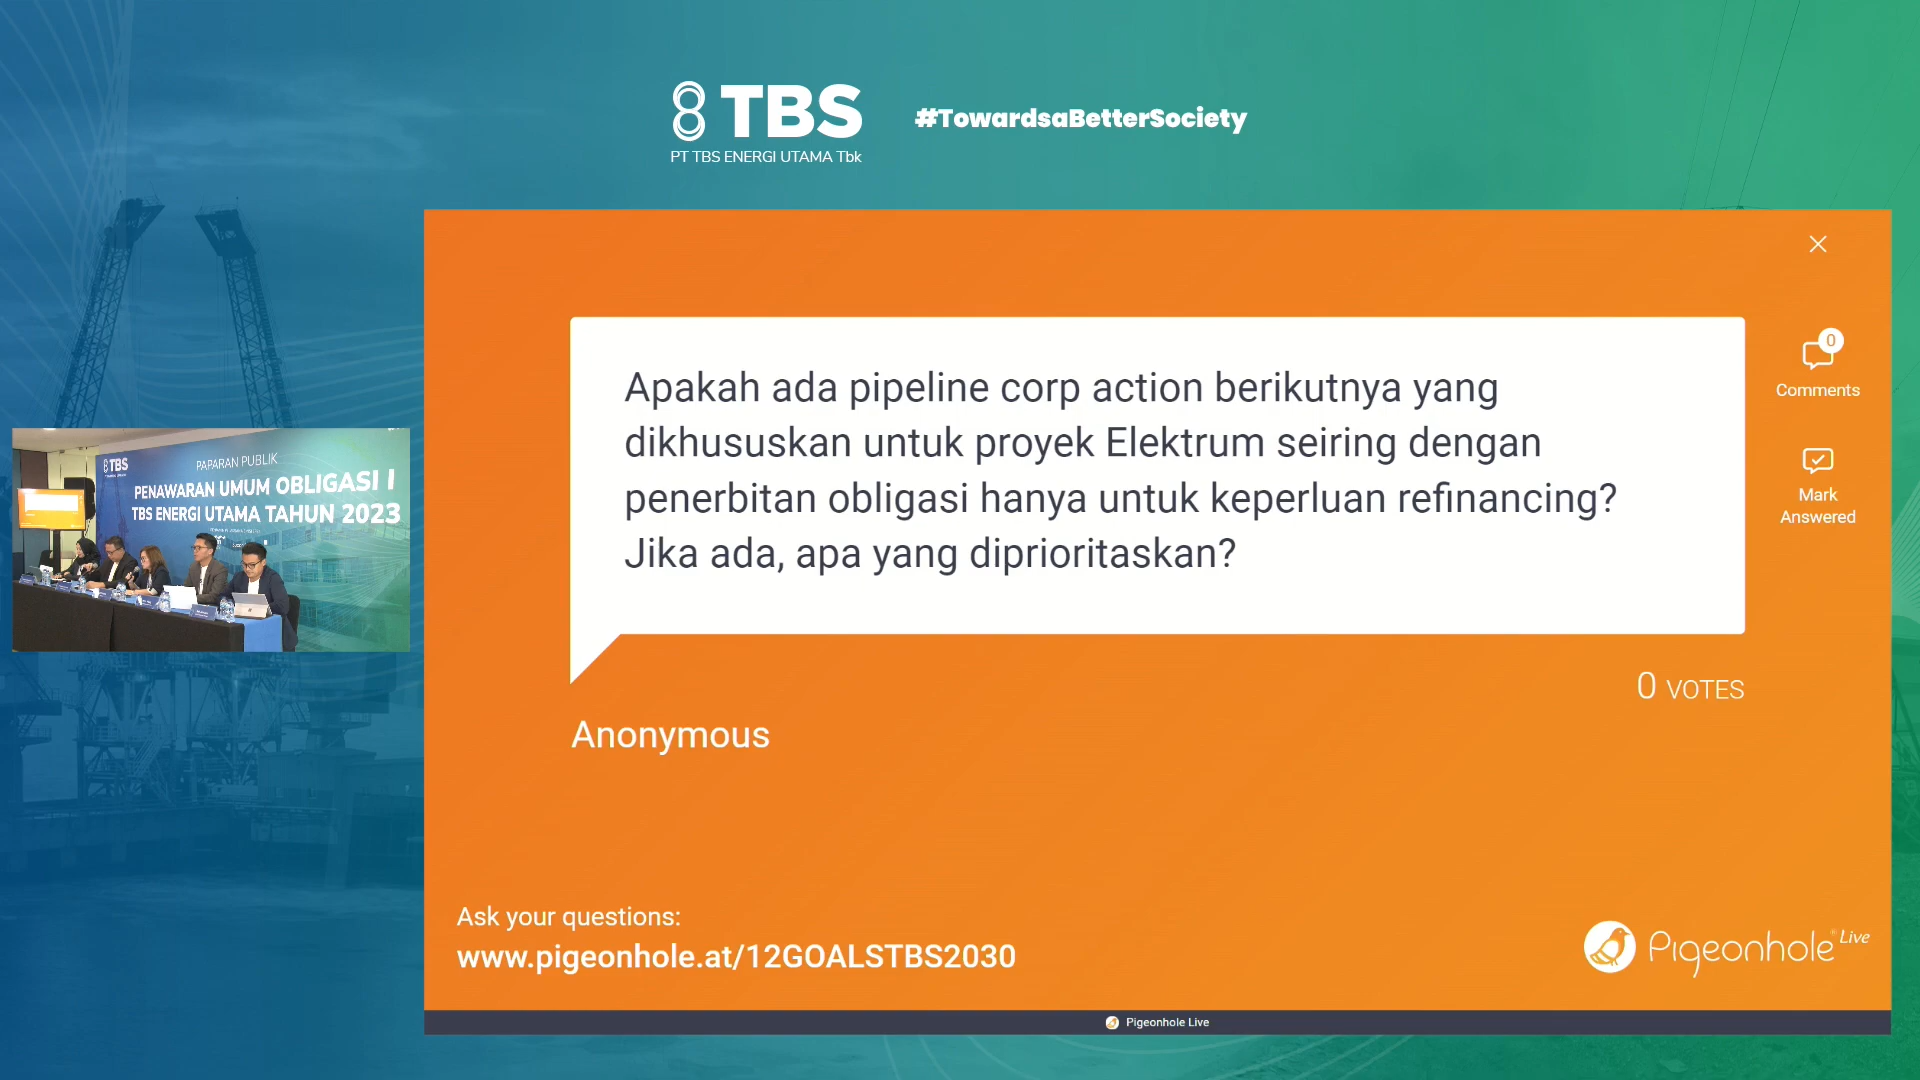 8 TBS
PT TBS ENERGI UTAMA Tbk
#TowardsaBetterSociety
Apakah ada pipeline corp action berikutnya yang
dikhususkan untuk proyek Elektrum seiring dengan
penerbitan obligasi hanya untuk keperluan refinancing?
Jika ada, apa yang diprioritaskan?
0
Comments
Mark
Answered
0 VOTES
Anonymous
TBS
PAPARAN PUBLIK
PENAWARAN UMUM OBLIGASI I
TBS ENERGI UTAMA TAHUN 2023
Ask your questions:
www.pigeonhole.at/12GOALSTBS2030
Pigeonhole Live
Pigeonhole Live